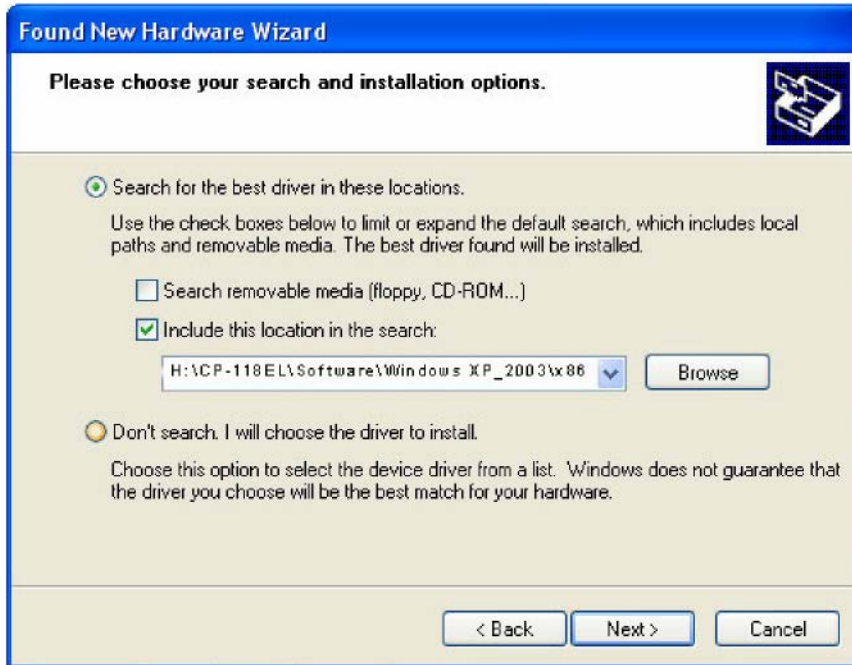 Found New Hardware Wizard
Please choose your search and installation options.
Search for the best driver in these locations.
Use the check boxes below to limit or expand the default search, which includes local
paths and removable media. The best driver found will be installed.
Search removable media (floppy, CD-ROM...)
Include this location in the search:
H:\CP-118EL\Software\Windows XP_2003\x86
Browse
Don't search. I will choose the driver to install.
Choose this option to select the device driver from a list. Windows does not guarantee that
the driver you choose will be the best match for your hardware.
< Back Next > Cancel